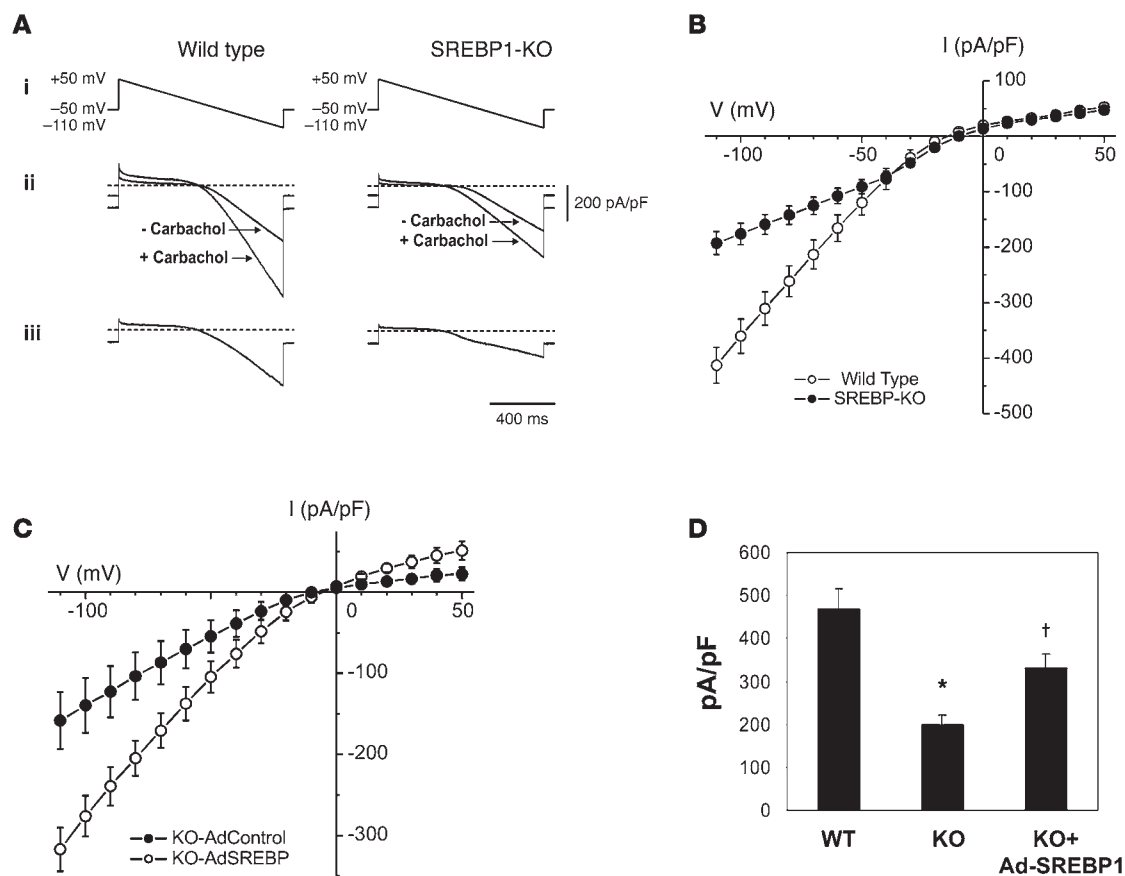 A
Wild type
SREBP1-KO
i
+50 mV
–50 mV
–110 mV
+50 mV
–50 mV
–110 mV
ii
- Carbachol
+ Carbachol
- Carbachol
+ Carbachol
200 pA/pF
iii
400 ms
B
I (pA/pF)
V (mV)
100
-100
-50
0
50
-100
-200
-300
-400
-500
Wild Type
SREBP-KO
C
I (pA/pF)
V (mV)
-100
0
50
-100
-200
-300
KO-AdControl
KO-AdSREBP
D
pA/pF
600
500
400
300
200
100
0
*
†
WT
KO
KO+
Ad-SREBP1